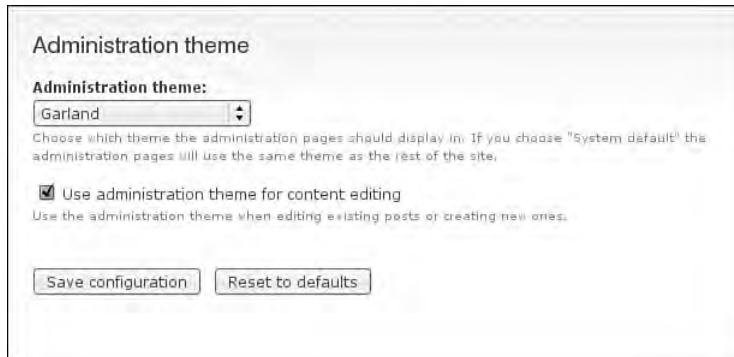 Administration theme
Administration theme:
Garland
Choose which theme the administration pages should display in. If you choose "System default" the
administration pages will use the same theme as the rest of the site.
Use administration theme for content editing
Use the administration theme when editing existing posts or creating new ones.
Save configuration Reset to defaults